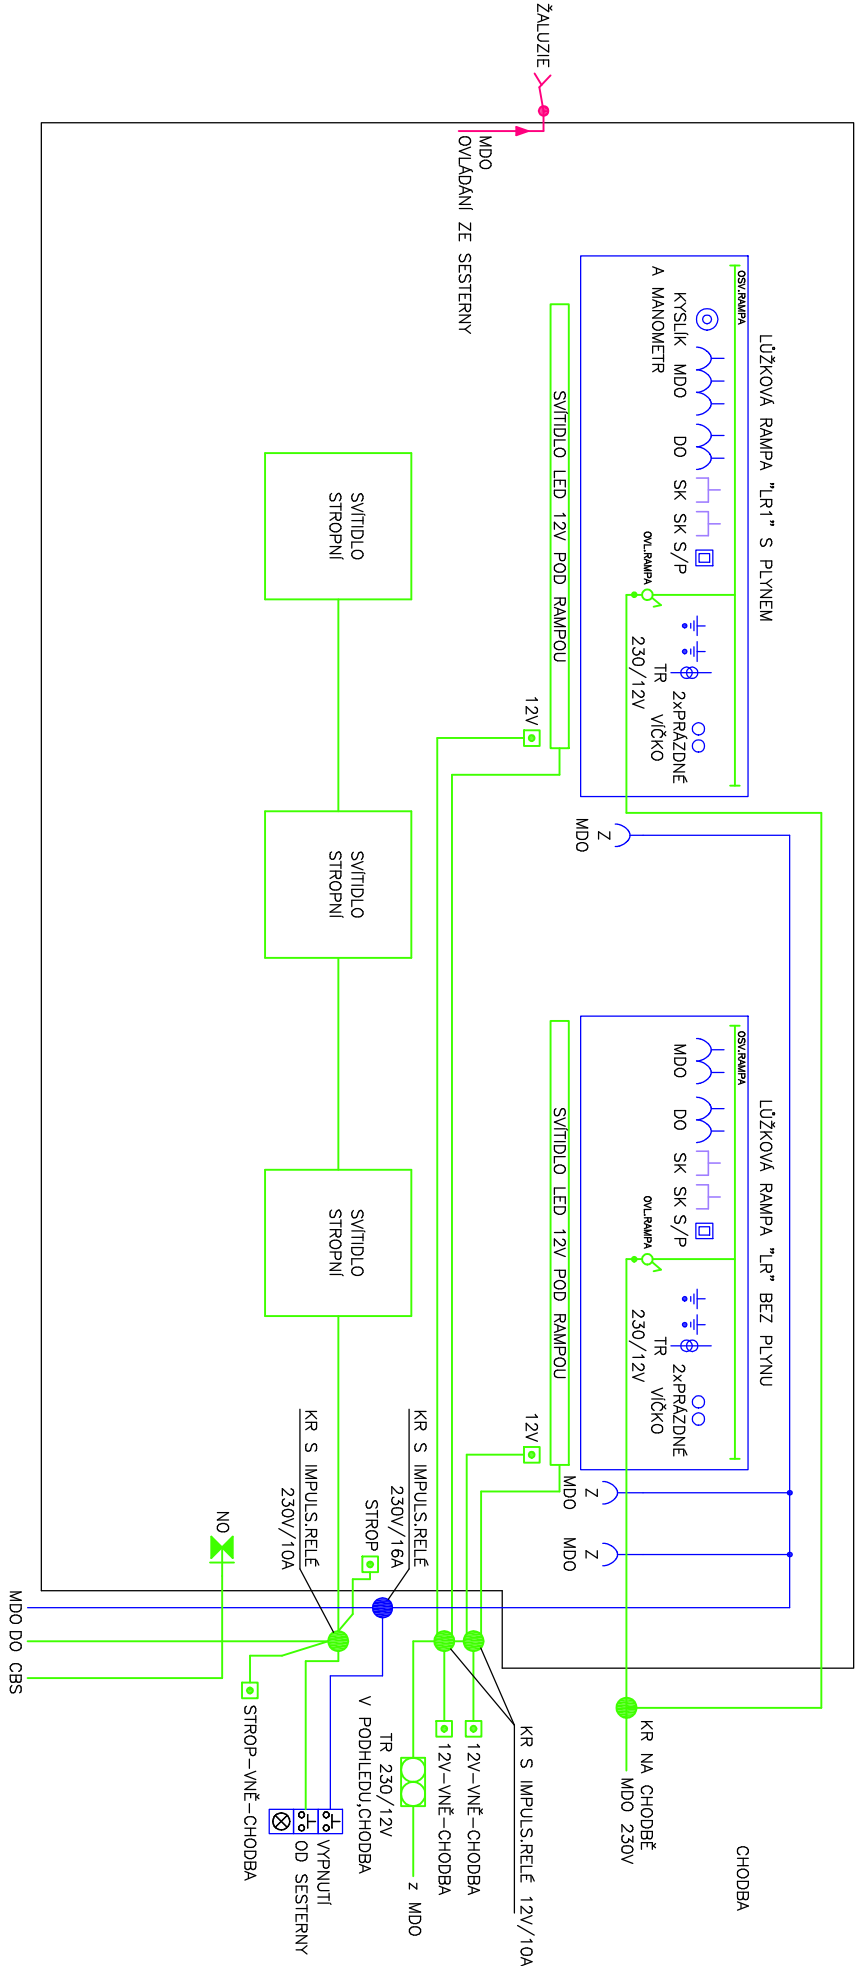 ŽALUZIE
MDO
OVLÁDÁNÍ ZE SESTERNY
LŮŽKOVÁ RAMPA "LR1" S PLYNEM
OSV.RAMPA
KYSLÍK
A MANOMETR
MDO
DO
SK
SK
S/P
OVL.RAMPA
TR
230/12V
2xPRÁZDNÉ
VÍČKO
SVÍTIDLO LED 12V POD RAMPOU
12V
Z
MDO
LŮŽKOVÁ RAMPA "LR" BEZ PLYNU
OSV.RAMPA
MDO
DO
SK
SK
S/P
OVL.RAMPA
TR
230/12V
2xPRÁZDNÉ
VÍČKO
SVÍTIDLO LED 12V POD RAMPOU
12V
Z
MDO
Z
MDO
SVÍTIDLO
STROPNÍ
SVÍTIDLO
STROPNÍ
SVÍTIDLO
STROPNÍ
KR S IMPULS.RELÉ
230V/16A
KR S IMPULS.RELÉ
230V/10A
STROP
NO
MDO
DO
CBS
STROP-VNĚ-CHODBA
VYPNUTÍ
OD SESTERNY
TR 230/12V
V PODHLEDU,CHODBA
z MDO
12V-VNĚ-CHODBA
12V-VNĚ-CHODBA
KR S IMPULS.RELÉ 12V/10A
KR NA CHODBĚ
MDO 230V
CHODBA